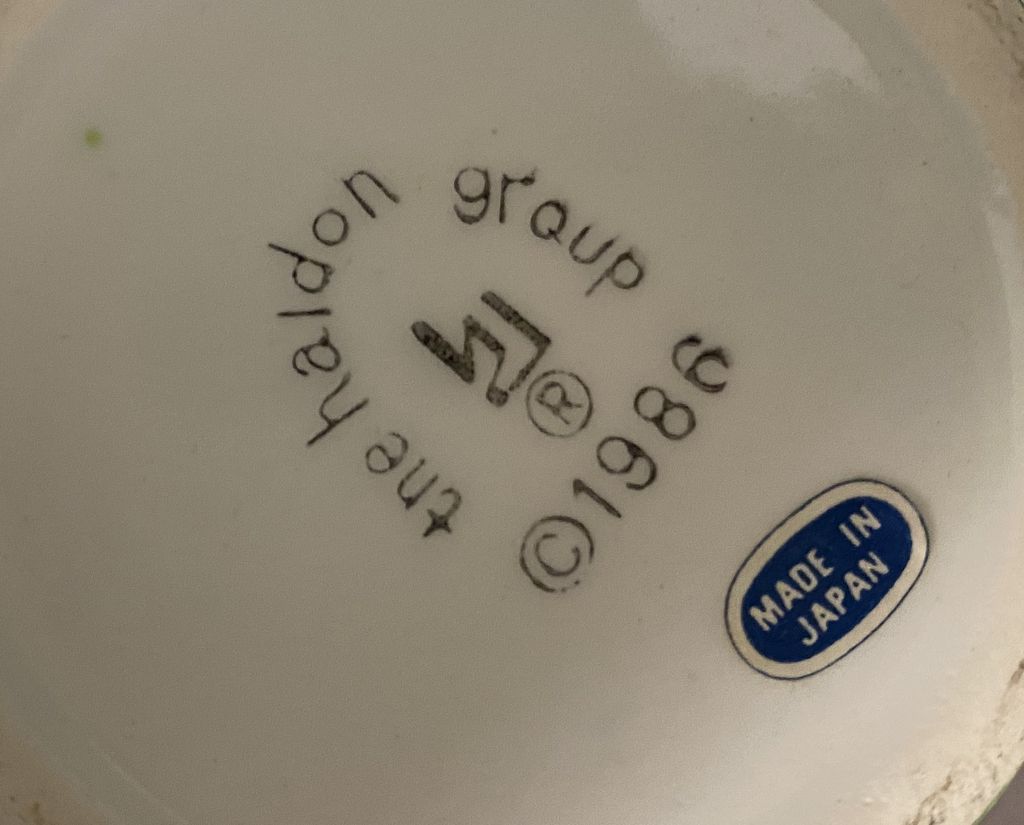 the haldon group
®
©1986
MADE IN
JAPAN